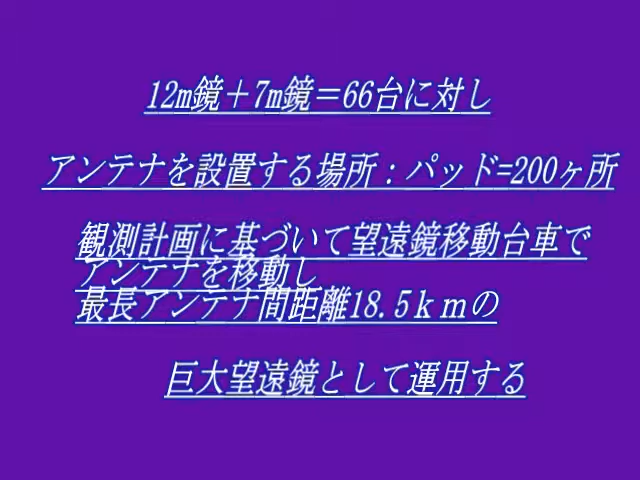 12m鏡＋7m鏡＝66台に対し
アンテナを設置する場所：パッド=200ヶ所
観測計画に基づいて望遠鏡移動台車で
アンテナを移動し
最長アンテナ間距離18.5ｋｍの
巨大望遠鏡として運用する